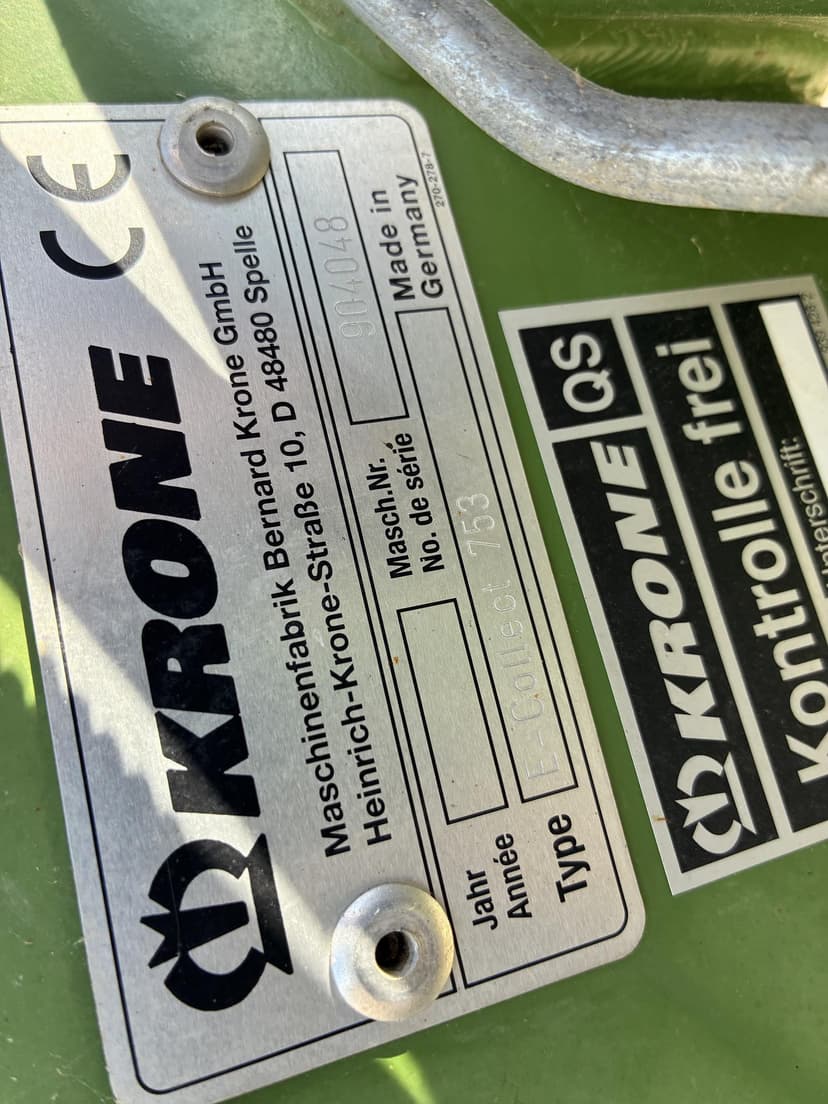 CE
KRONE
Maschinenfabrik Bernard Krone GmbH
Heinrich-Krone-Straße 10, D 48480 Spelle
Jahr
Année
Masch.Nr.
No. de série
904048
Type
E-Collect 753
Made in
Germany
270-278-7
KRONE QS
Kontrolle frei